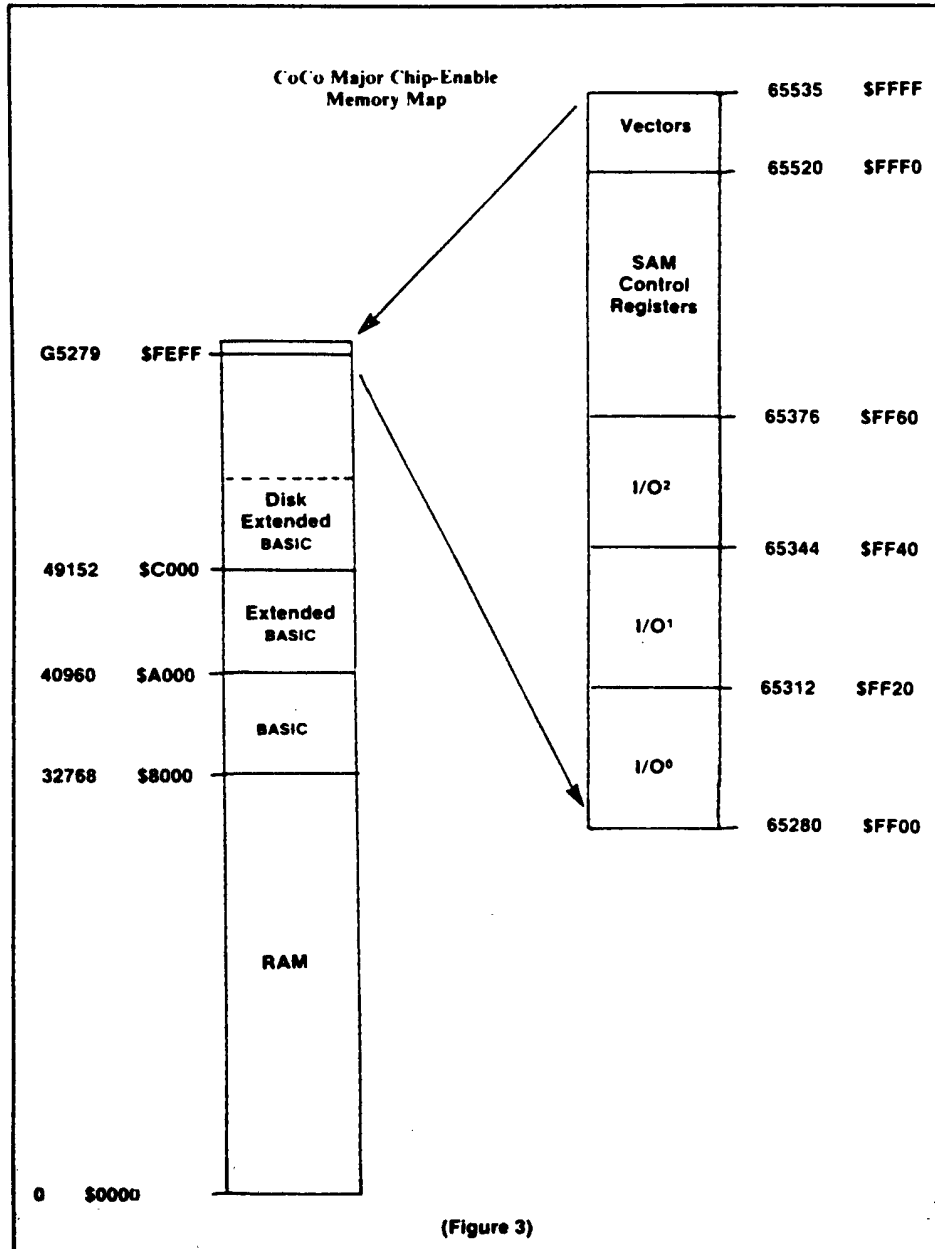 CoCo Major Chip-Enable
Memory Map
65535 $FFFF
Vectors
65520 $FFF0
SAM
Control
Registers
G5279 $FEFF
65376 $FF60
I/O²
Disk
Extended
BASIC
65344 $FF40
49152 $C000
Extended
BASIC
I/O¹
40960 $A000
65312 $FF20
BASIC
I/O⁰
32768 $8000
65280 $FF00
RAM
0 $0000
(Figure 3)